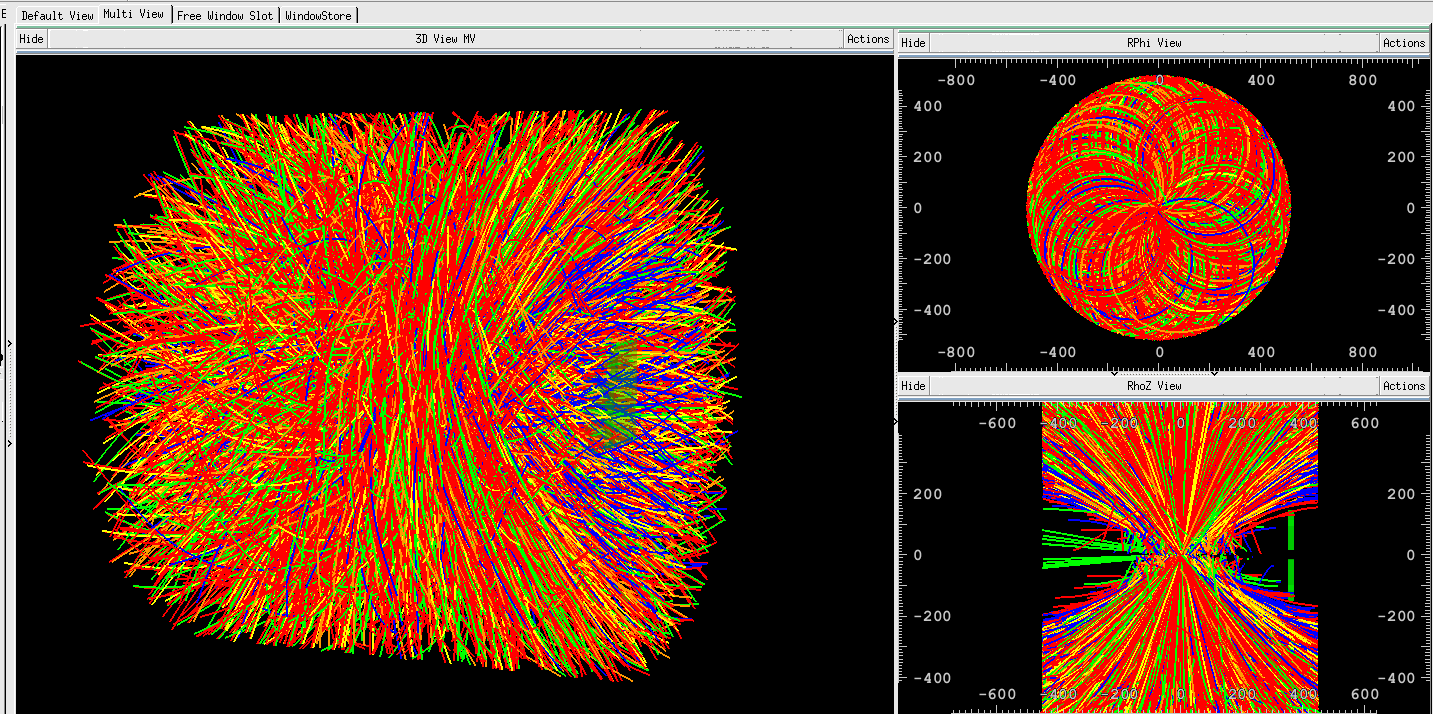 E Default View Multi View Free Window Slot WindowStore
Hide 3D View MV Actions
Hide RPhi View Actions
-800 -400 0 400 800
400 400
200 200
0 0
-200 -200
-400 -400
-800 -400 0 400 800
Hide RhoZ View Actions
-600 -400 -200 0 200 400 600
200 200
0 0
-200 -200
-400 -400
-600 -400 -200 0 200 400 600